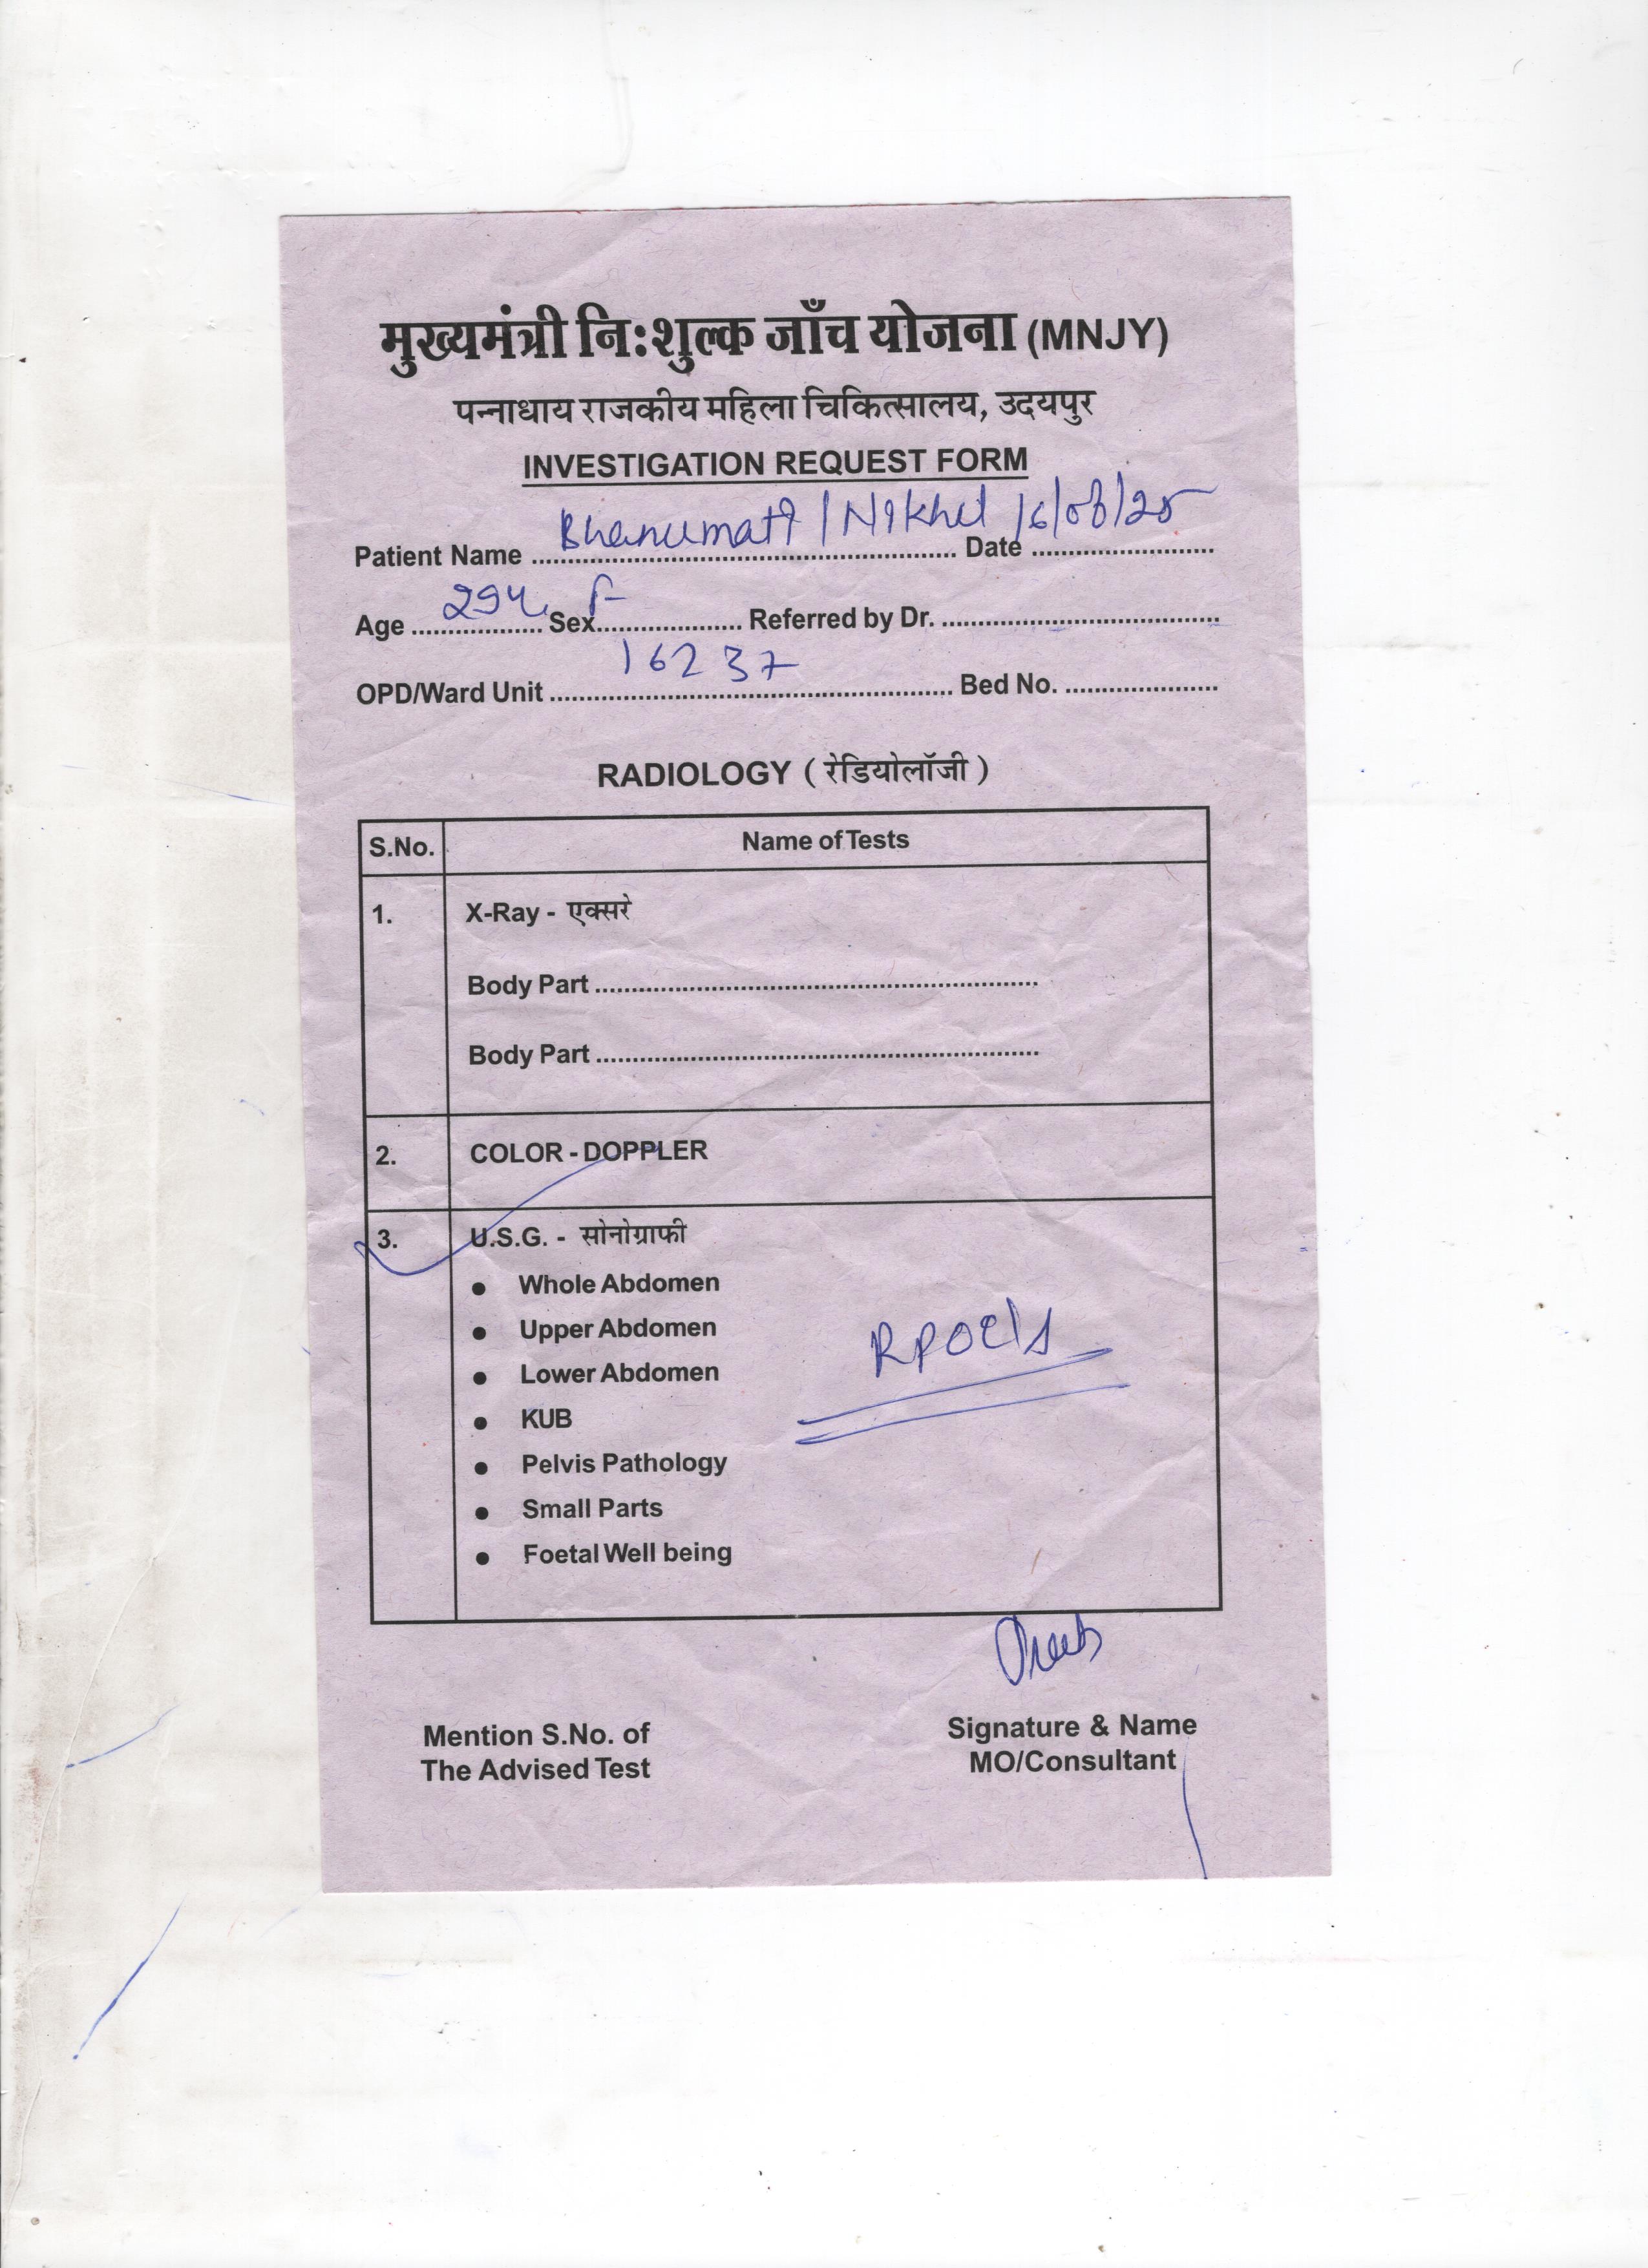 मुख्यमंत्री नि:शुल्क जाँच योजना (MNJY)
पन्नाधाय राजकीय महिला चिकित्सालय, उदयपुर
INVESTIGATION REQUEST FORM
Patient Name Bhanumati / Nikhil Date 16/06/25
Age 29y. Sex F Referred by Dr.
OPD/Ward Unit 16237 Bed No.
RADIOLOGY ( रेडियोलॉजी )
S.No. Name of Tests
1. X-Ray - एक्सरे
Body Part
Body Part
2. COLOR - DOPPLER
3. U.S.G. - सोनोग्राफी
• Whole Abdomen
• Upper Abdomen
• Lower Abdomen
RPOC/s
• KUB
• Pelvis Pathology
• Small Parts
• Foetal Well being
Mention S.No. of
The Advised Test
Signature & Name
MO/Consultant